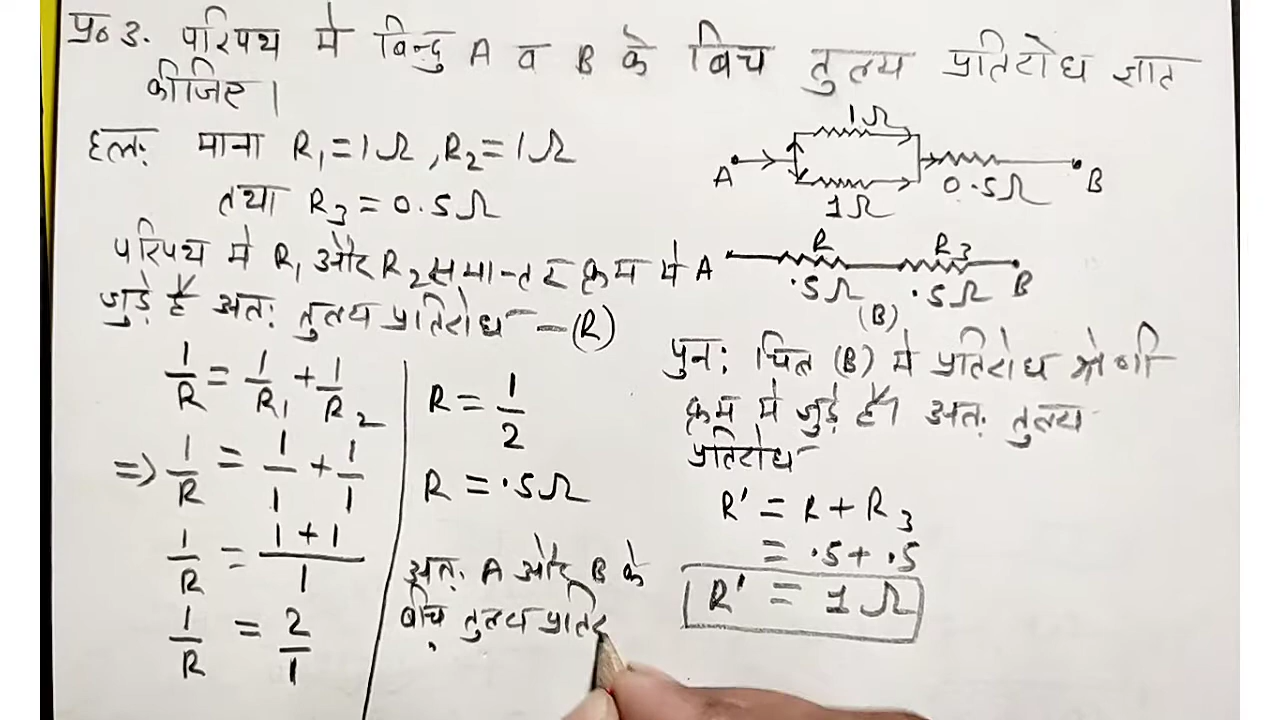 प्र० 3. परिपथ मे बिन्दु A व B के बिच तुल्य प्रतिरोध ज्ञात
कीजिए।
हलः माना R₁=1Ω, R₂=1Ω
तथा R₃=0.5Ω
परिपथ मे R₁ और R₂ समान्तर क्रम मे
जुड़े हैं अतः तुल्य प्रतिरोध —(R)
1/R = 1/R₁ + 1/R₂
=> 1/R = 1/1 + 1/1
1/R = (1+1)/1
1/R = 2/1
R = 1/2
R = .5Ω
अतः A और B के
बीच तुल्य प्रतिर
1Ω
A 0.5Ω B
1Ω
R R₃
A .5Ω .5Ω B
(B)
पुनः चित्र (B) मे प्रतिरोध श्रेणी
क्रम मे जुड़े हैं। अतः तुल्य
प्रतिरोध
R' = R + R₃
= .5 + .5
R' = 1Ω